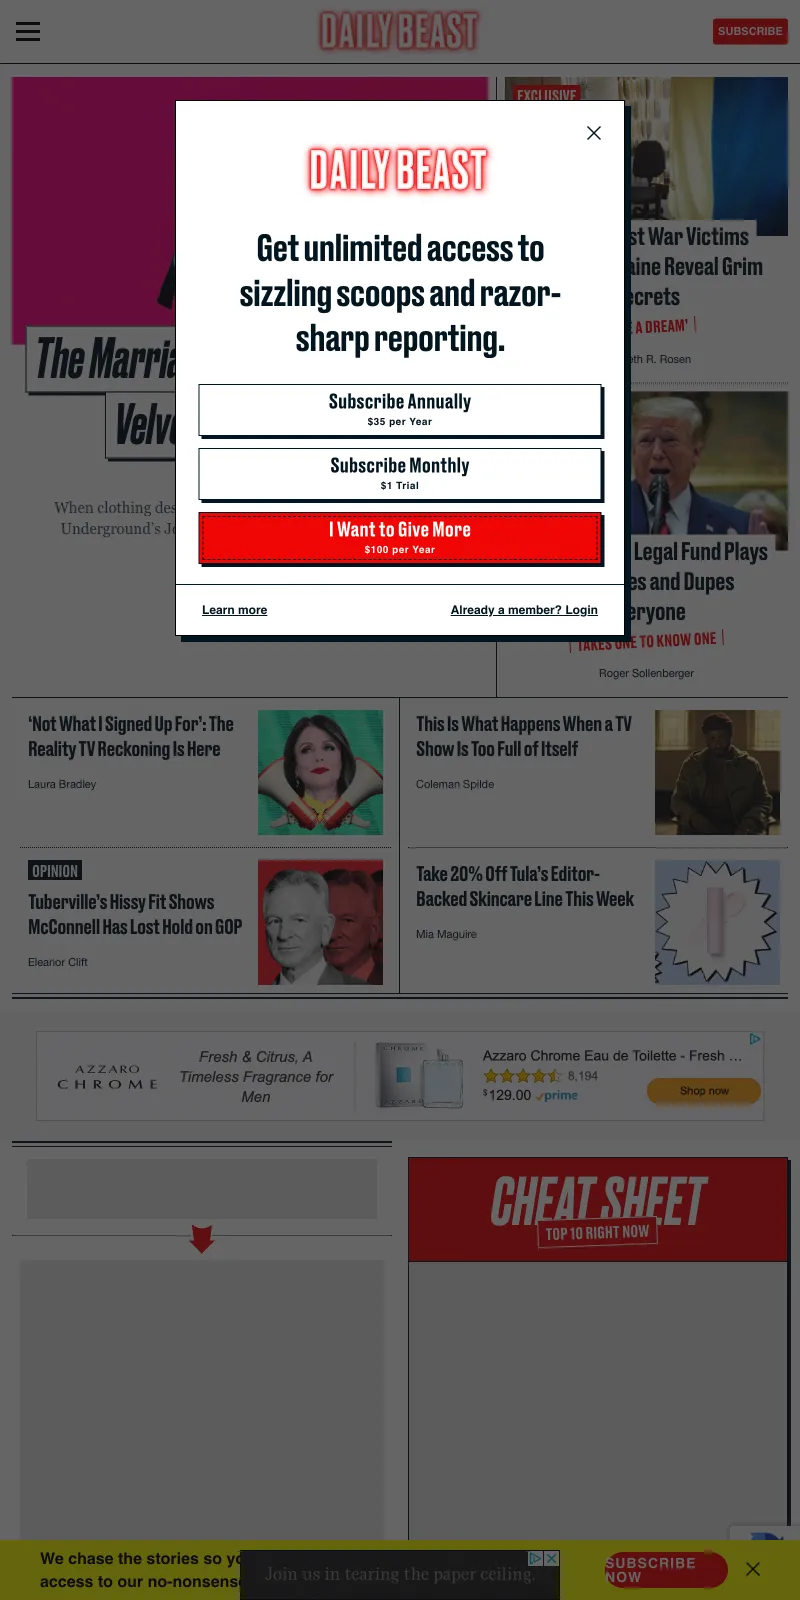 DAILY BEAST
SUBSCRIBE
EXCLUSIVE
DAILY BEAST
Get unlimited access to
sizzling scoops and razor-
sharp reporting.
Subscribe Annually
$35 per Year
Subscribe Monthly
$1 Trial
I Want to Give More
$100 per Year
Learn more
Already a member? Login
The Marria
Velv
When clothing des
Underground's Jo
st War Victims
aine Reveal Grim
ecrets
A DREAM'
eth R. Rosen
Legal Fund Plays
es and Dupes
eryone
TAKES ONE TO KNOW ONE
Roger Sollenberger
'Not What I Signed Up For': The
Reality TV Reckoning Is Here
Laura Bradley
This Is What Happens When a TV
Show Is Too Full of Itself
Coleman Spilde
OPINION
Tuberville's Hissy Fit Shows
McConnell Has Lost Hold on GOP
Eleanor Clift
Take 20% Off Tula's Editor-
Backed Skincare Line This Week
Mia Maguire
AZZARO
CHROME
Fresh & Citrus, A
Timeless Fragrance for
Men
CHROME
Azzaro Chrome Eau de Toilette - Fresh ...
8,194
$129.00 prime
Shop now
CHEAT SHEET
TOP 10 RIGHT NOW
We chase the stories so yo
access to our no-nonsense
Join us in tearing the paper ceiling.
SUBSCRIBE
NOW